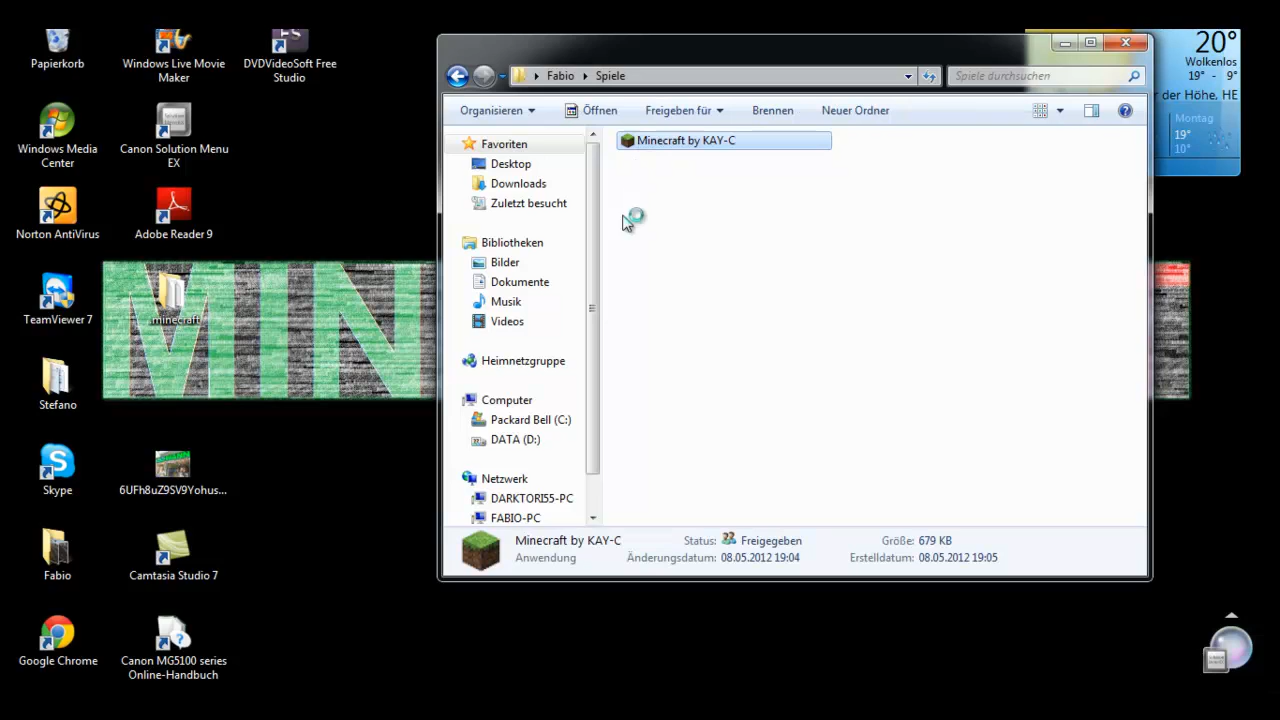 Papierkorb
Windows Live Movie
Maker
DVDVideoSoft Free
Studio
Windows Media
Center
Canon Solution Menu
EX
Norton AntiVirus
Adobe Reader 9
TeamViewer 7
minecraft
Stefano
Skype
6UFh8uZ9SV9Yohus...
Fabio
Camtasia Studio 7
Google Chrome
Canon MG5100 series
Online-Handbuch
MIN
Fabio
Spiele
Spiele durchsuchen
Organisieren
Öffnen
Freigeben für
Brennen
Neuer Ordner
Favoriten
Desktop
Downloads
Zuletzt besucht
Bibliotheken
Bilder
Dokumente
Musik
Videos
Heimnetzgruppe
Computer
Packard Bell (C:)
DATA (D:)
Netzwerk
DARKTORI55-PC
FABIO-PC
Minecraft by KAY-C
Minecraft by KAY-C
Status: Freigegeben
Größe: 679 KB
Anwendung
Änderungsdatum: 08.05.2012 19:04
Erstelldatum: 08.05.2012 19:05
20°
Wolkenlos
19° - 9°
der Höhe, HE
Montag
19°
10°